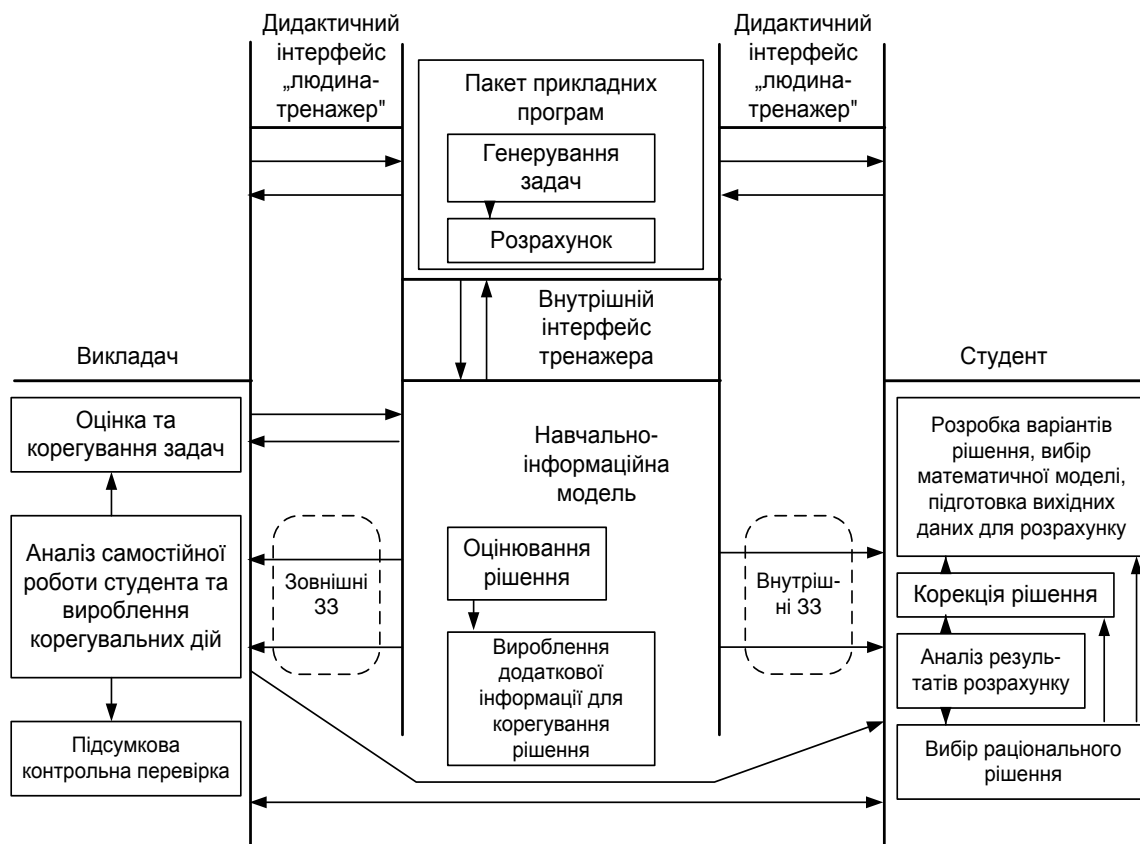 Дидактичний
інтерфейс
„людина-
тренажер"
Пакет прикладних
програм
Генерування
задач
Розрахунок
Дидактичний
інтерфейс
„людина-
тренажер"
Внутрішній
інтерфейс
тренажера
Викладач
Оцінка та
корегування задач
Аналіз самостійної
роботи студента та
вироблення
корегувальних дій
Підсумкова
контрольна перевірка
Зовнішні
ЗЗ
Навчально-
інформаційна
модель
Оцінювання
рішення
Вироблення
додаткової
інформації для
корегування
рішення
Внутріш-
ні ЗЗ
Студент
Розробка варіантів
рішення, вибір
математичної моделі,
підготовка вихідних
даних для розрахунку
Корекція рішення
Аналіз резуль-
татів розрахунку
Вибір раціонального
рішення